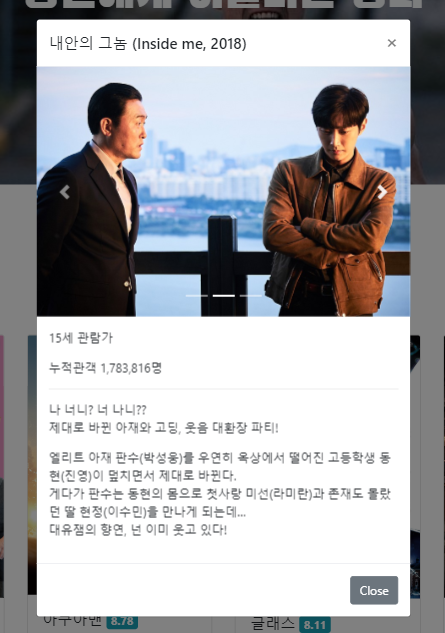 내안의 그놈 (Inside me, 2018)
×
15세 관람가
누적관객 1,783,816명
나 너니? 너 나니??
제대로 바뀐 아재와 고딩, 웃음 대환장 파티!
엘리트 아재 판수(박성웅)를 우연히 옥상에서 떨어진 고등학생 동
현(진영)이 덮치면서 제대로 바뀐다.
게다가 판수는 동현의 몸으로 첫사랑 미선(라미란)과 존재도 몰랐
던 딸 현정(이수민)을 만나게 되는데...
대유잼의 향연, 넌 이미 웃고 있다!
Close
아쿠아맨 8.78
글래스 8.11